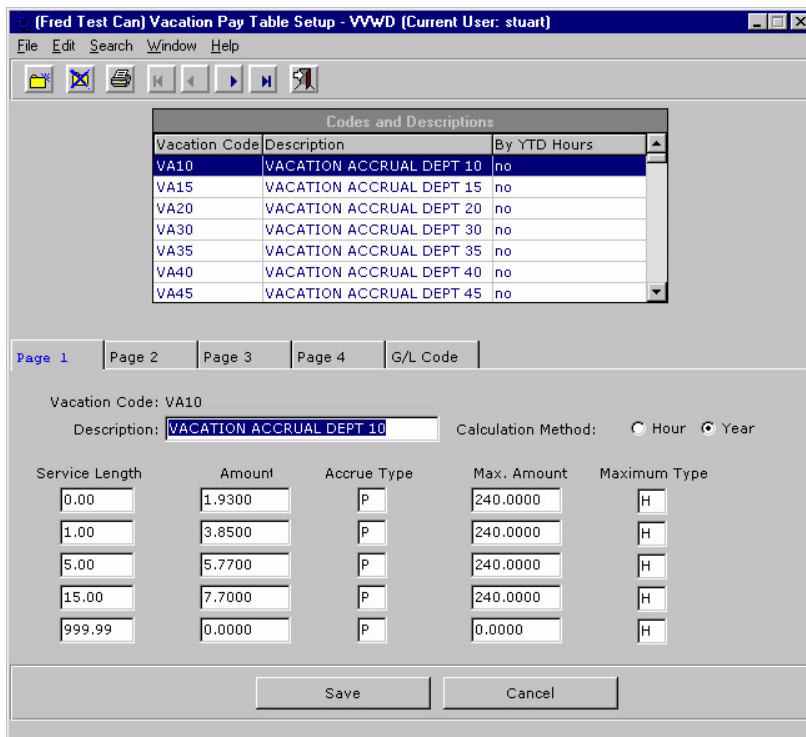 (Fred Test Can) Vacation Pay Table Setup - VVWD (Current User: stuart)
File Edit Search Window Help
Codes and Descriptions
Vacation Code Description By YTD Hours
VA10 VACATION ACCRUAL DEPT 10 no
VA15 VACATION ACCRUAL DEPT 15 no
VA20 VACATION ACCRUAL DEPT 20 no
VA30 VACATION ACCRUAL DEPT 30 no
VA35 VACATION ACCRUAL DEPT 35 no
VA40 VACATION ACCRUAL DEPT 40 no
VA45 VACATION ACCRUAL DEPT 45 no
Page 1 Page 2 Page 3 Page 4 G/L Code
Vacation Code: VA10
Description: VACATION ACCRUAL DEPT 10 Calculation Method: Hour Year
Service Length Amount Accrue Type Max. Amount Maximum Type
0.00 1.9300 P 240.0000 H
1.00 3.8500 P 240.0000 H
5.00 5.7700 P 240.0000 H
15.00 7.7000 P 240.0000 H
999.99 0.0000 P 0.0000 H
Save Cancel